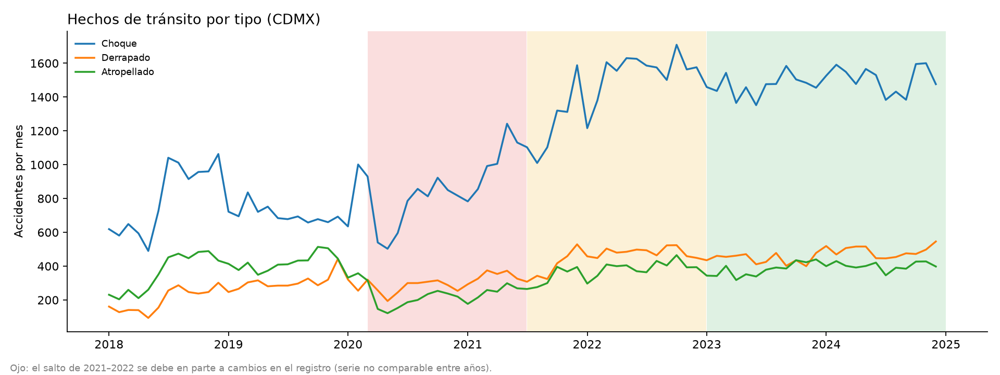 Hechos de tránsito por tipo (CDMX)
Choque
Derrapado
Atropellado
Accidentes por mes
1600
1400
1200
1000
800
600
400
200
2018 2019 2020 2021 2022 2023 2024 2025
Ojo: el salto de 2021–2022 se debe en parte a cambios en el registro (serie no comparable entre años).